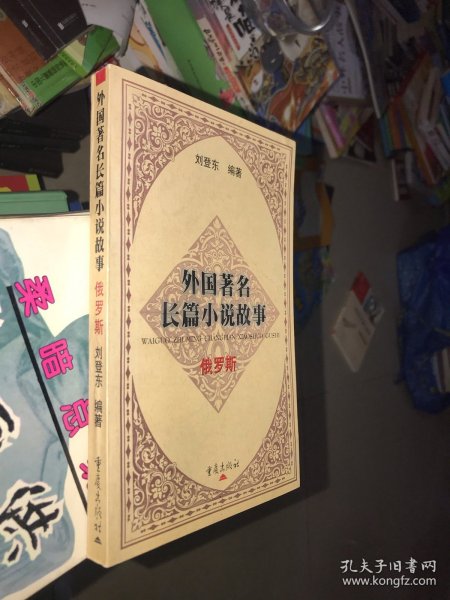 刘登东 编著
外国著名
长篇小说故事
WAIGUO ZHUMING CHANGPIAN XIAOSHUO GUSHI
俄罗斯
重庆出版社
外国著名长篇小说故事 俄罗斯 刘登东 编著 重庆出版社
柔
暗
孔夫子旧书网
www.kongfz.com